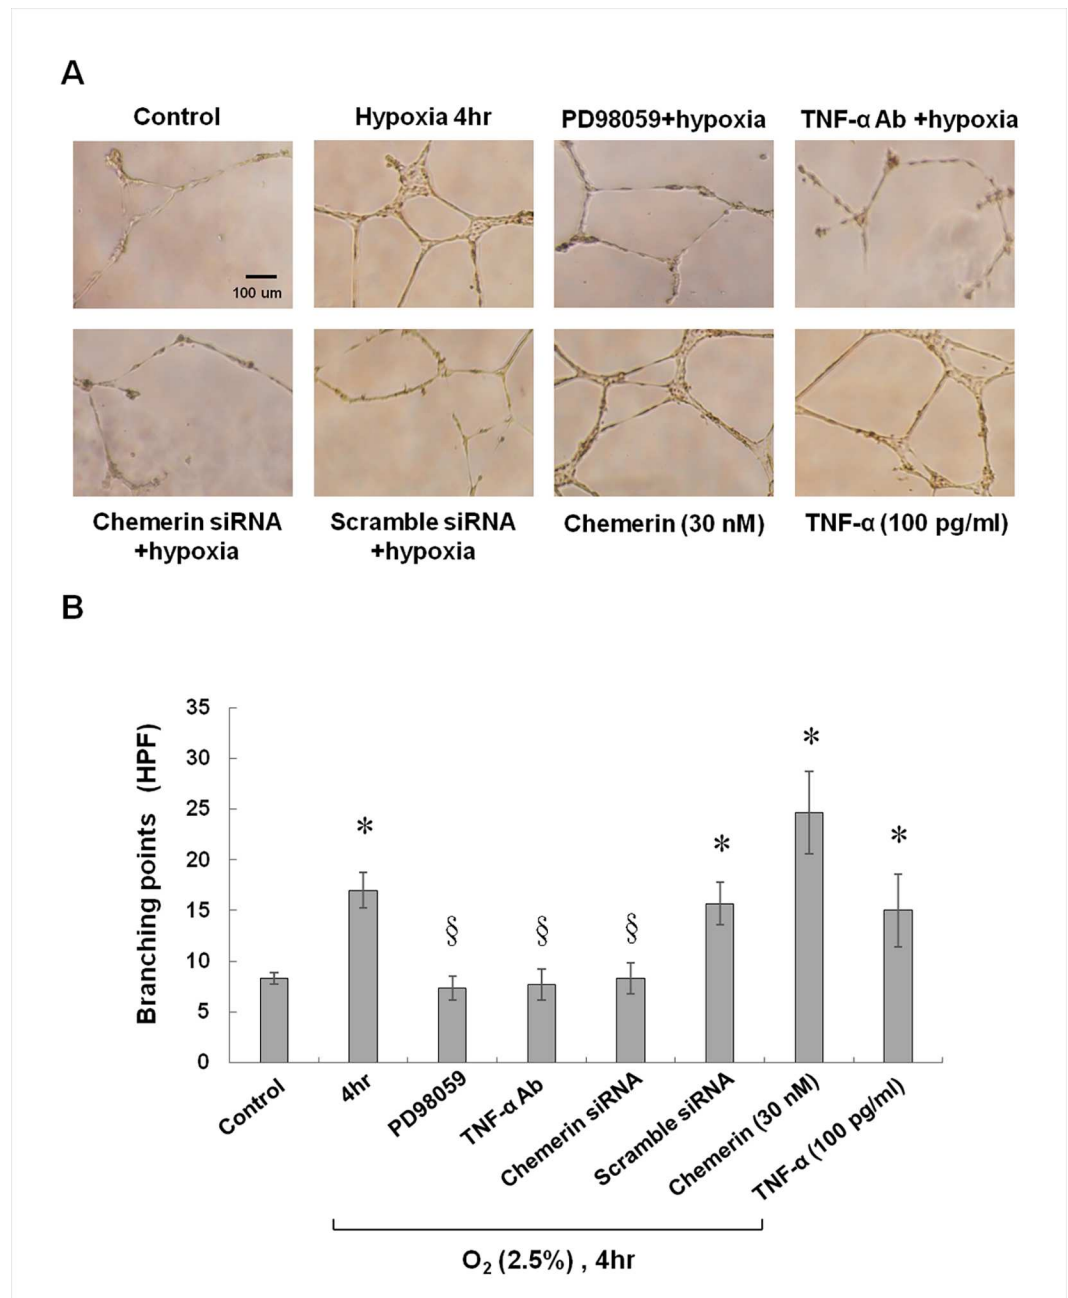 A
Control
Hypoxia 4hr
PD98059+hypoxia
TNF-α Ab +hypoxia
100 um
Chemerin siRNA
+hypoxia
Scramble siRNA
+hypoxia
Chemerin (30 nM)
TNF-α (100 pg/ml)
B
Branching points (HPF)
35
30
25
20
15
10
5
0
*
§
§
§
*
*
*
Control
4hr
PD98059
TNF-α Ab
Chemerin siRNA
Scramble siRNA
Chemerin (30 nM)
TNF-α (100 pg/ml)
O₂ (2.5%) , 4hr